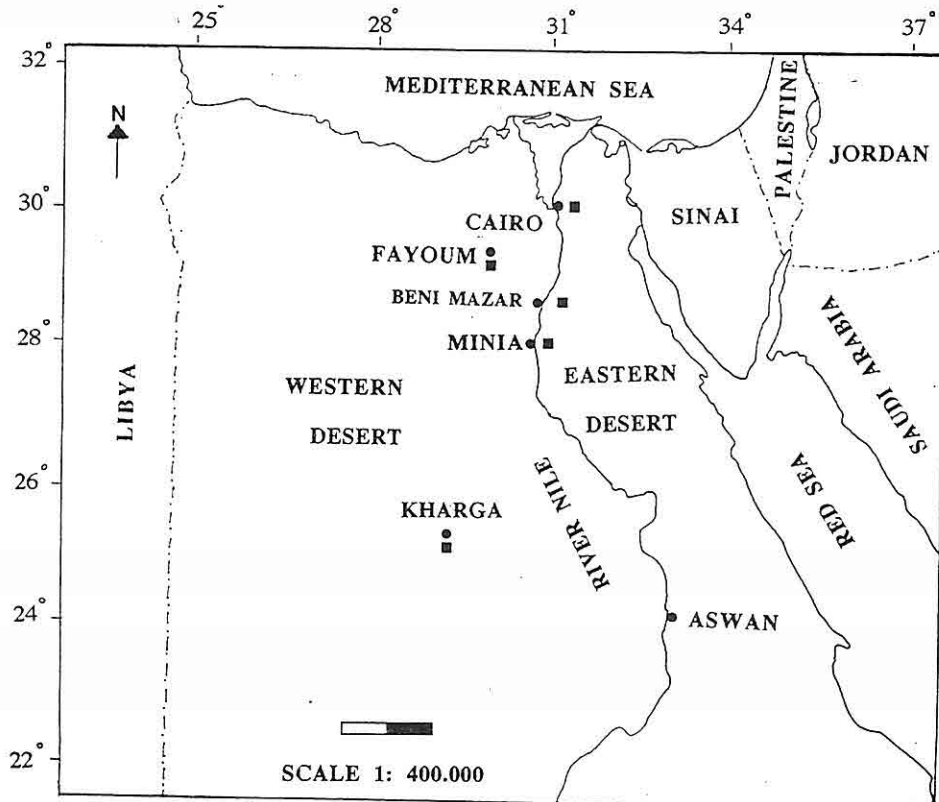 25°
28°
31°
34°
37°
32°
MEDITERRANEAN SEA
N
PALESTINE
JORDAN
30°
CAIRO
SINAI
FAYOUM
BENI MAZAR
28°
MINIA
SAUDI ARABIA
LIBYA
WESTERN
DESERT
EASTERN
DESERT
26°
RIVER NILE
RED SEA
KHARGA
24°
ASWAN
22°
SCALE 1: 400.000